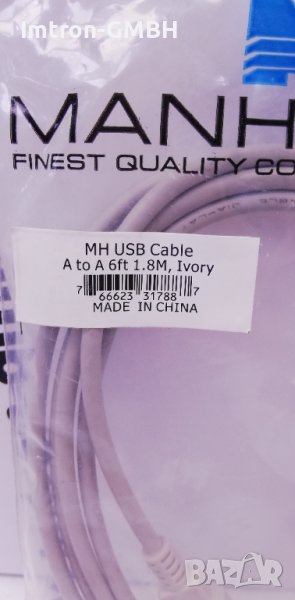 Imtron-GMBH
MANH
FINEST QUALITY CO
MH USB Cable
A to A 6ft 1.8M, Ivory
7 66623 31788 7
MADE IN CHINA
BAZAR